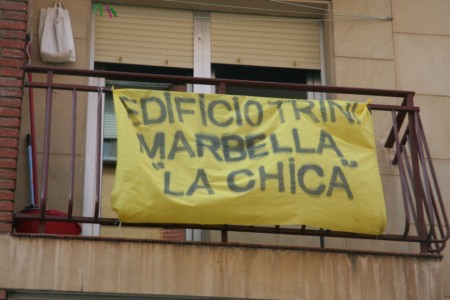 EDIFICIO TRINI
MARBELLA
"LA CHICA"